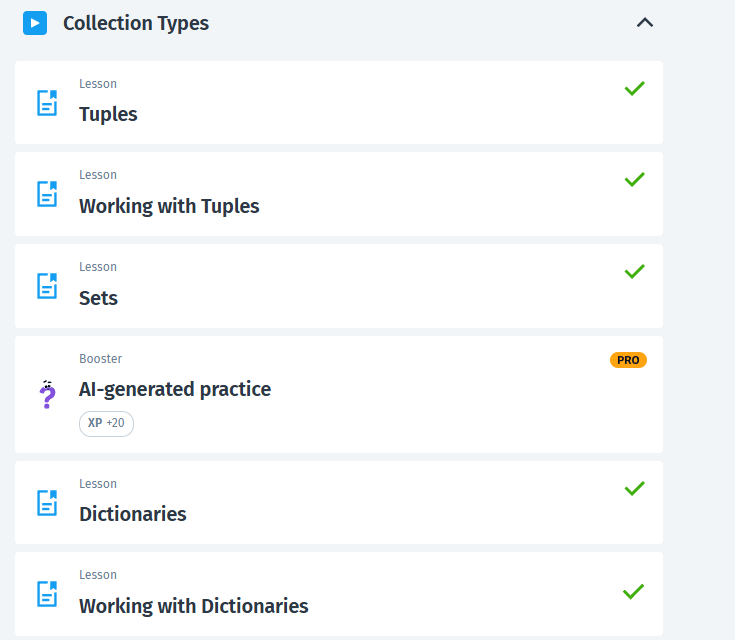 Collection Types
Lesson
Tuples
Lesson
Working with Tuples
Lesson
Sets
Booster
PRO
AI-generated practice
XP +20
Lesson
Dictionaries
Lesson
Working with Dictionaries